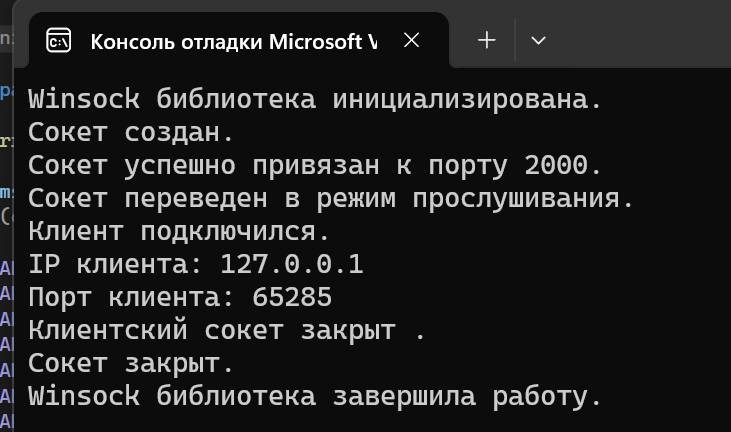 Консоль отладки Microsoft V
Winsock библиотека инициализирована.
Сокет создан.
Сокет успешно привязан к порту 2000.
Сокет переведен в режим прослушивания.
Клиент подключился.
IP клиента: 127.0.0.1
Порт клиента: 65285
Клиентский сокет закрыт .
Сокет закрыт.
Winsock библиотека завершила работу.